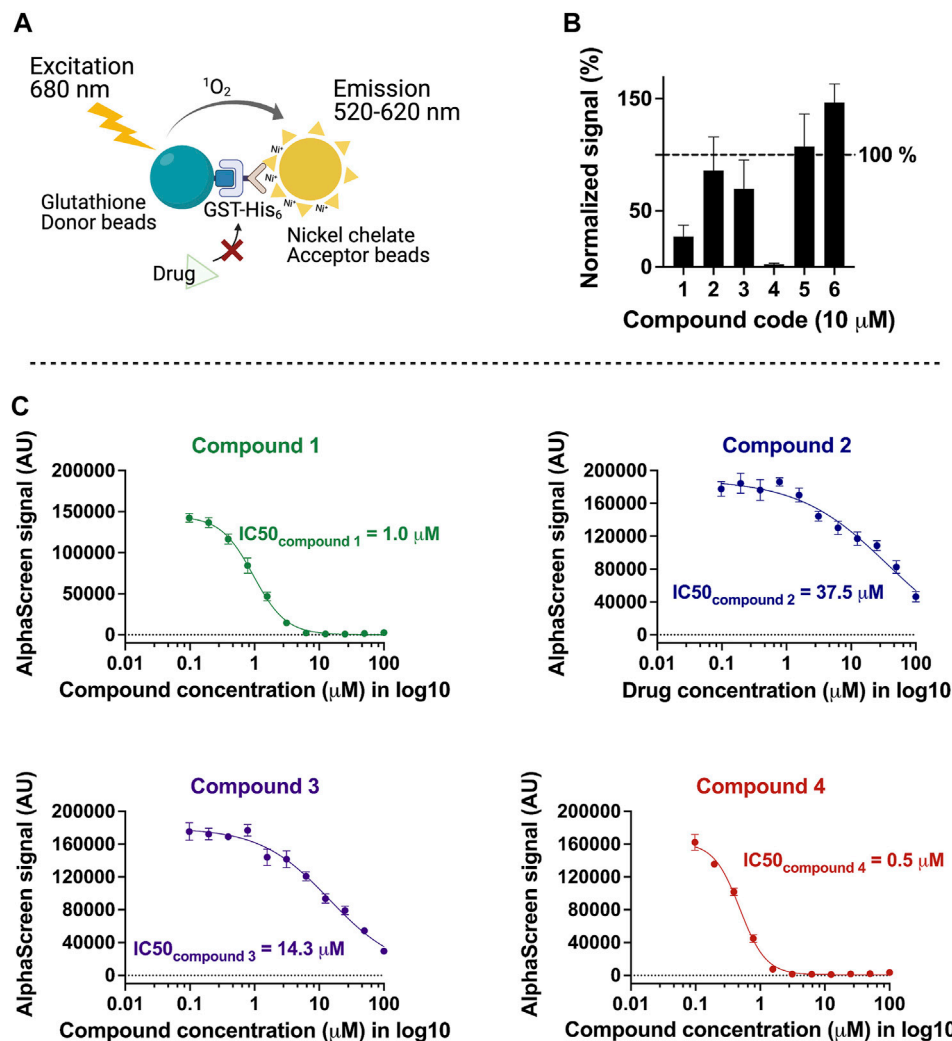 A
Excitation
680 nm
¹O₂
Emission
520-620 nm
Ni⁺
Ni⁺
Ni⁺
Ni⁺
Ni⁺
Glutathione
Donor beads
GST-His₆
Nickel chelate
Acceptor beads
Drug
B
Normalized signal (%)
150
100 %
50
0
1 2 3 4 5 6
Compound code (10 μM)
C
Compound 1
AlphaScreen signal (AU)
200000
150000
100000
50000
0
IC50compound 1 = 1.0 μM
0.01 0.1 1 10 100
Compound concentration (μM) in log10
Compound 2
AlphaScreen signal (AU)
200000
160000
120000
80000
40000
0
IC50compound 2 = 37.5 μM
0.01 0.1 1 10 100
Drug concentration (μM) in log10
Compound 3
AlphaScreen signal (AU)
200000
160000
120000
80000
40000
0
IC50compound 3 = 14.3 μM
0.01 0.1 1 10 100
Compound concentration (μM) in log10
Compound 4
AlphaScreen signal (AU)
200000
160000
120000
80000
40000
0
IC50compound 4 = 0.5 μM
0.01 0.1 1 10 100
Compound concentration (μM) in log10